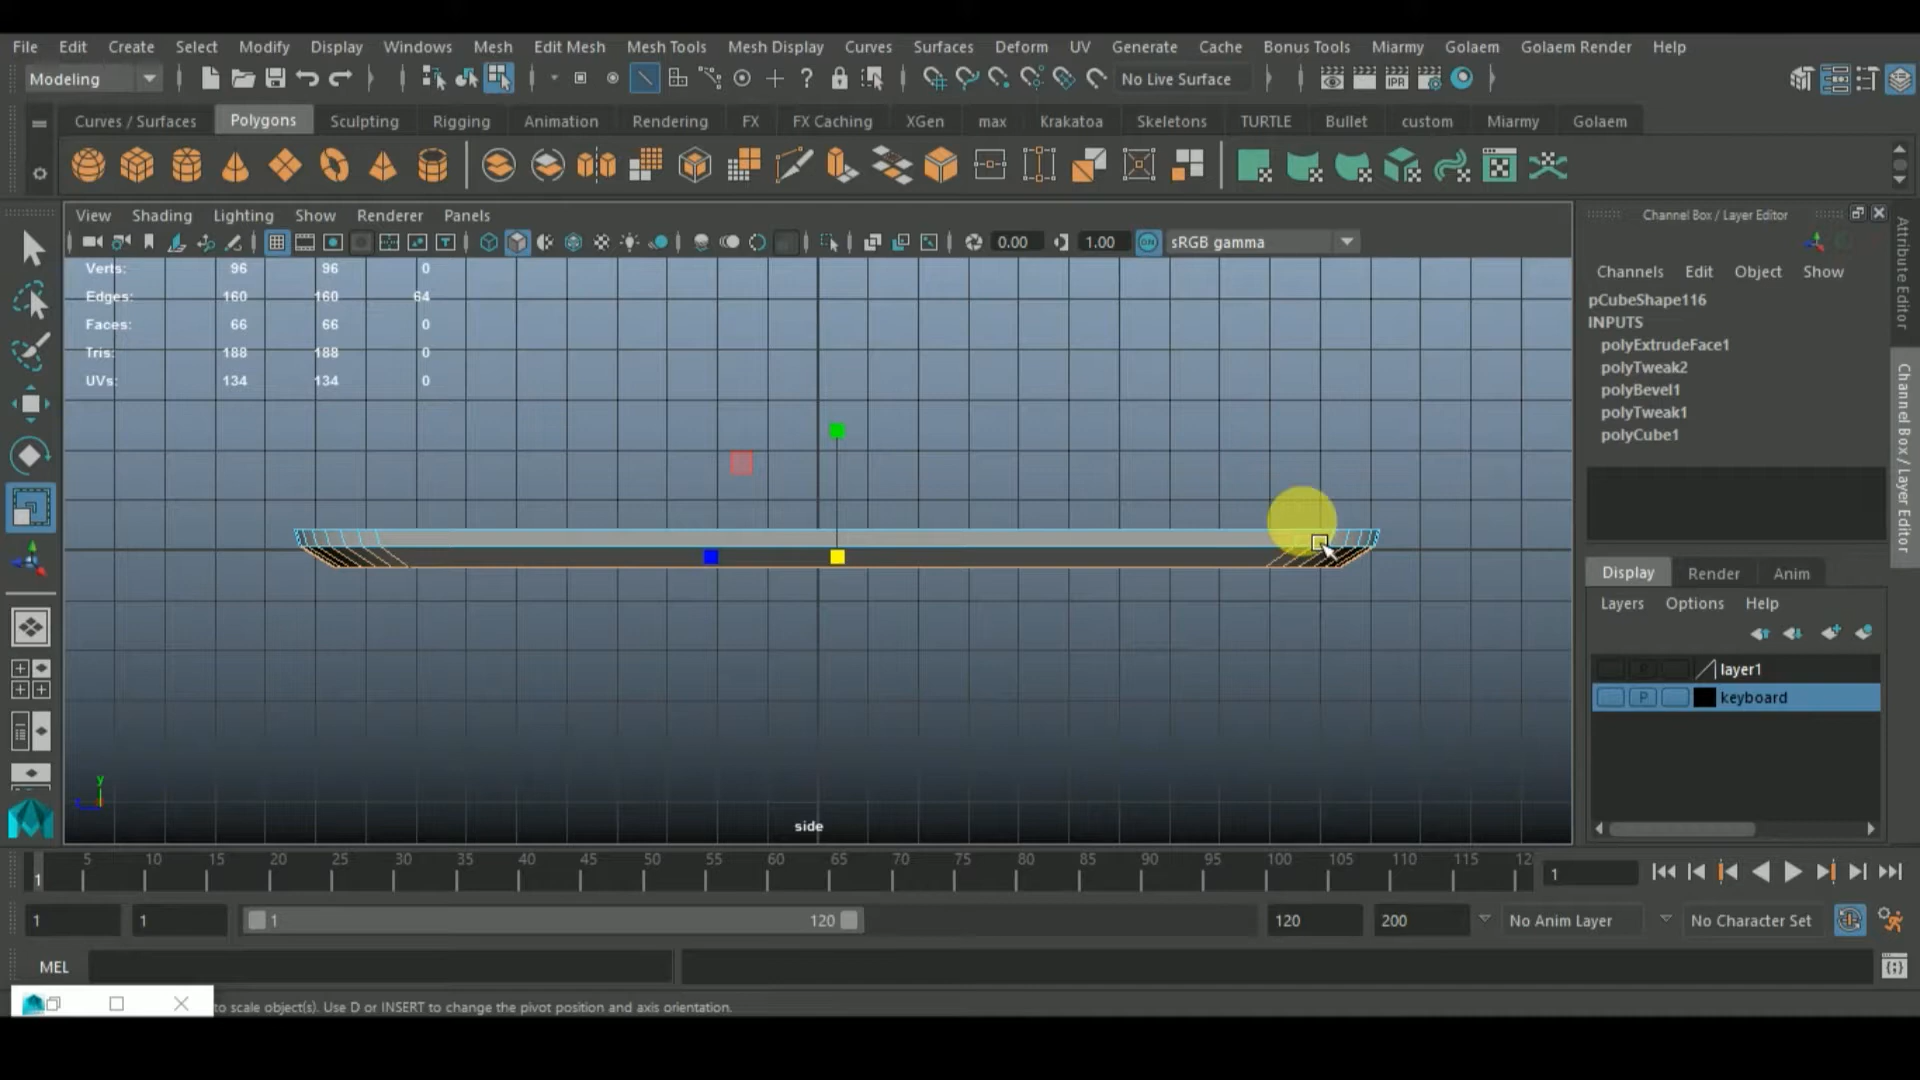 File Edit Create Select Modify Display Windows Mesh Edit Mesh Mesh Tools Mesh Display Curves Surfaces Deform UV Generate Cache Bonus Tools Miarmy Golaem Golaem Render Help
Modeling No Live Surface IPR
Curves / Surfaces Polygons Sculpting Rigging Animation Rendering FX FX Caching XGen max Krakatoa Skeletons TURTLE Bullet custom Miarmy Golaem
View Shading Lighting Show Renderer Panels
0.00 1.00 ON sRGB gamma
Channel Box / Layer Editor
Channels Edit Object Show
pCubeShape116
INPUTS
polyExtrudeFace1
polyTweak2
polyBevel1
polyTweak1
polyCube1
Verts: 96 96 0
Edges: 160 160 64
Faces: 66 66 0
Tris: 188 188 0
UVs: 134 134 0
y
side
Attribute Editor
Channel Box / Layer Editor
Display Render Anim
Layers Options Help
layer1
P keyboard
5 10 15 20 25 30 35 40 45 50 55 60 65 70 75 80 85 90 95 100 105 110 115 12
1 1
1 1 1 120 120 200 No Anim Layer No Character Set
MEL
to scale object(s). Use D or INSERT to change the pivot position and axis orientation.